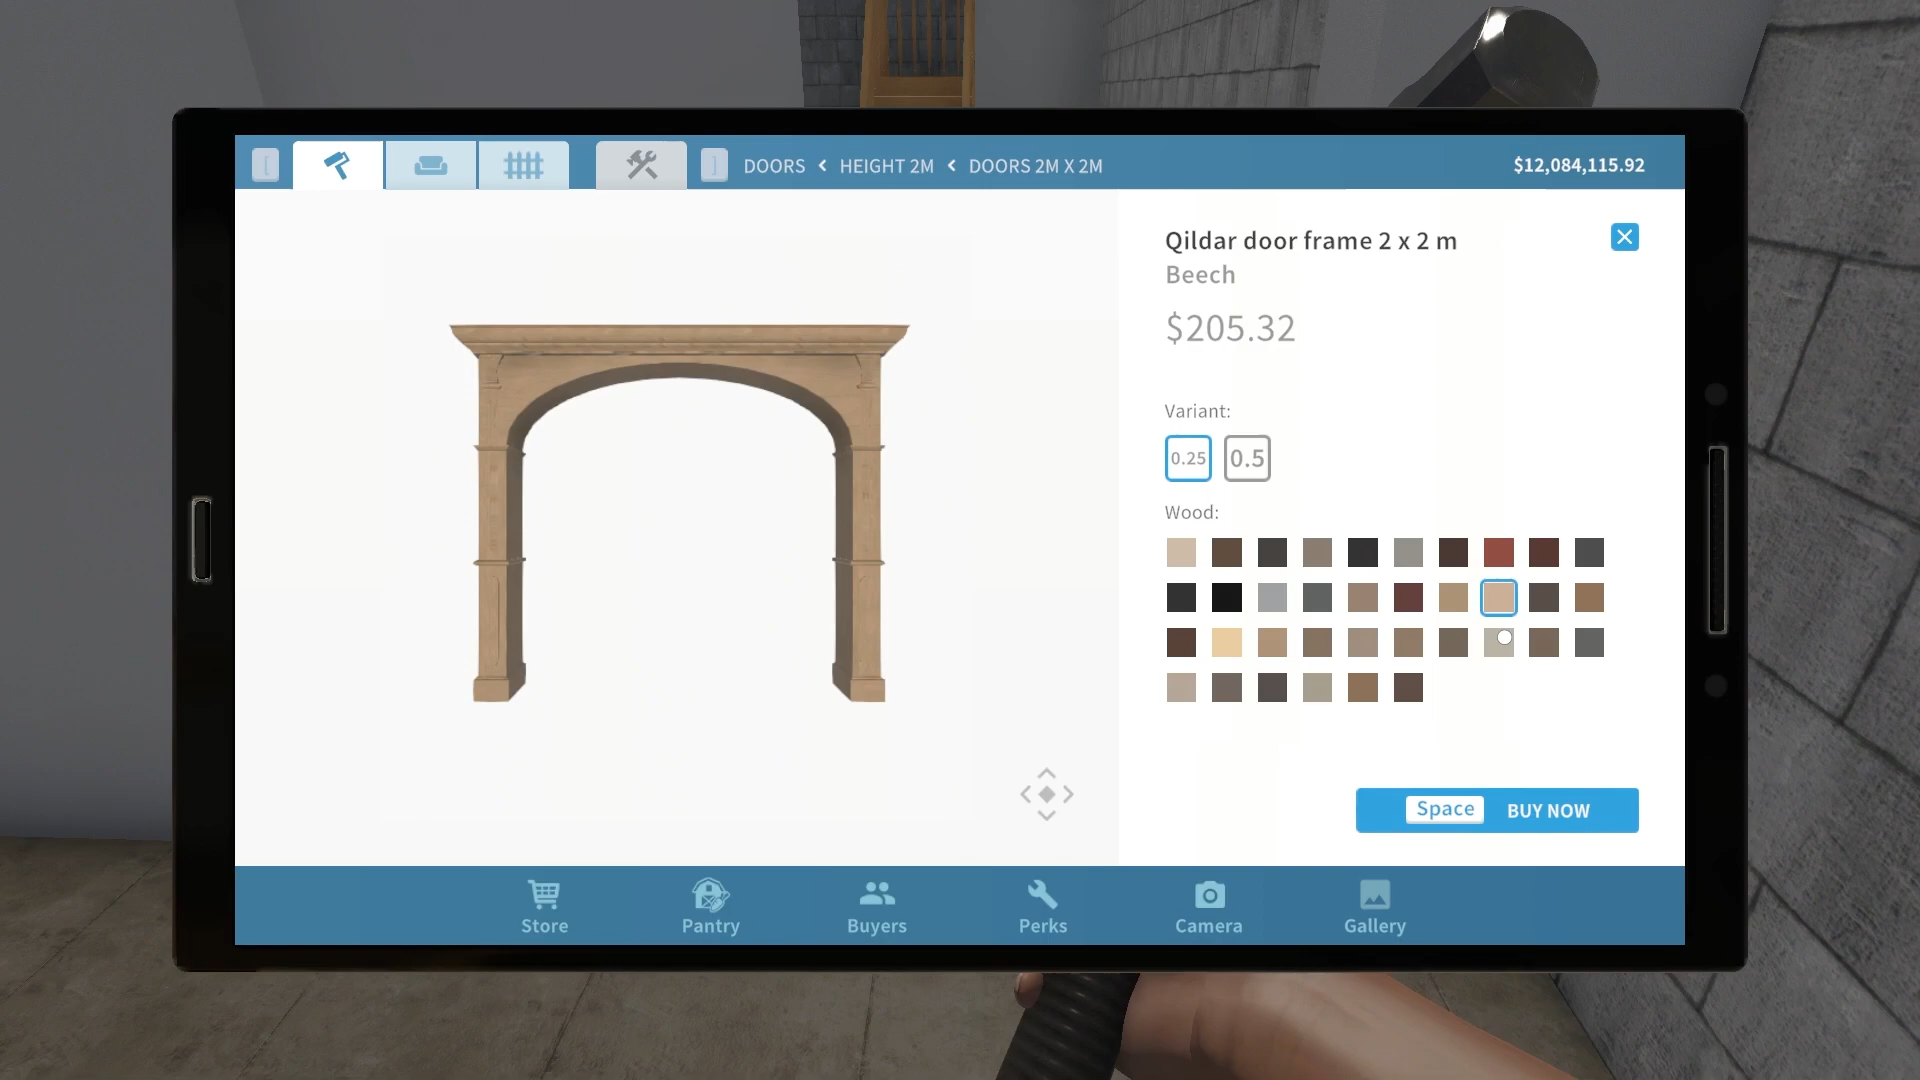 [
]
DOORS < HEIGHT 2M < DOORS 2M X 2M
$12,084,115.92
Qildar door frame 2 x 2 m
Beech
$205.32
Variant:
0.25
0.5
Wood:
Space BUY NOW
Store
Pantry
Buyers
Perks
Camera
Gallery